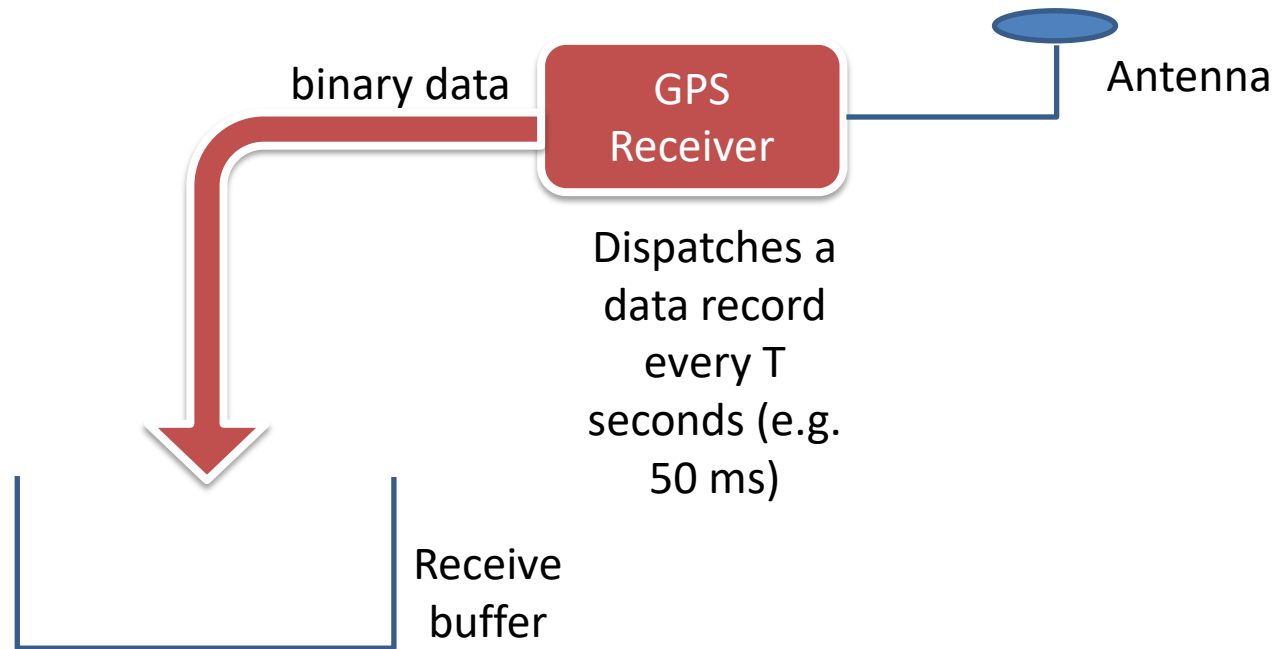 binary data
GPS
Receiver
Antenna
Dispatches a
data record
every T
seconds (e.g.
50 ms)
Receive
buffer